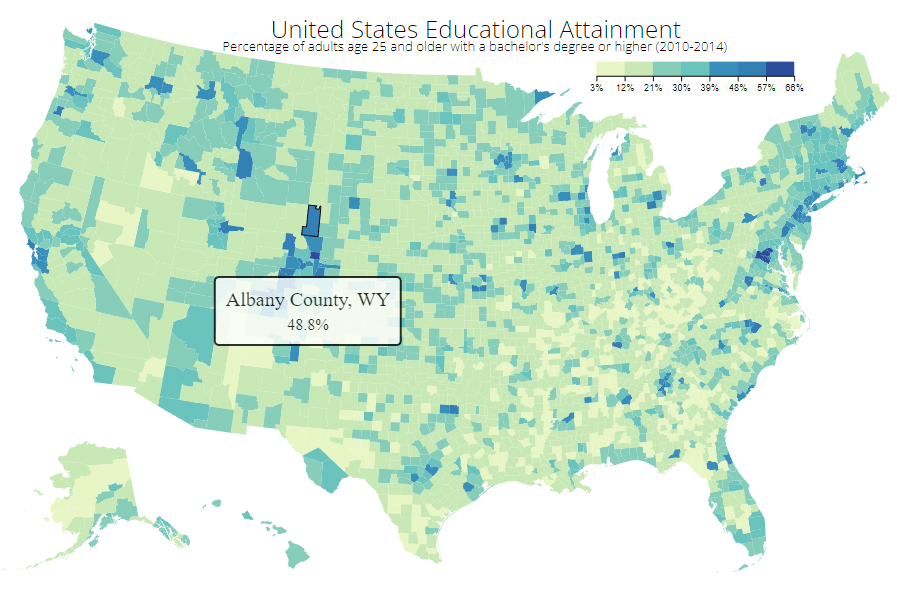 United States Educational Attainment
Percentage of adults age 25 and older with a bachelor's degree or higher (2010-2014)
3% 12% 21% 30% 39% 48% 57% 66%
Albany County, WY
48.8%